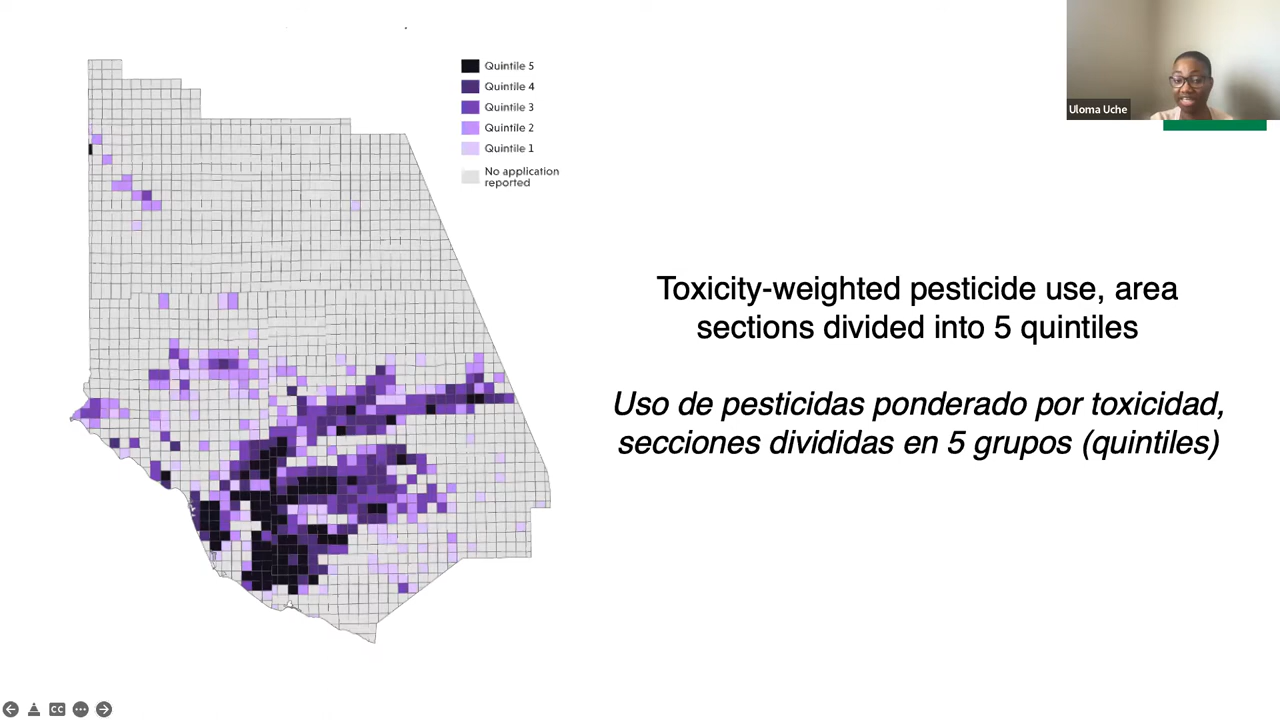 Quintile 5
Quintile 4
Quintile 3
Quintile 2
Quintile 1
No application
reported
Uloma Uche
Toxicity-weighted pesticide use, area
sections divided into 5 quintiles
Uso de pesticidas ponderado por toxicidad,
secciones divididas en 5 grupos (quintiles)
CC